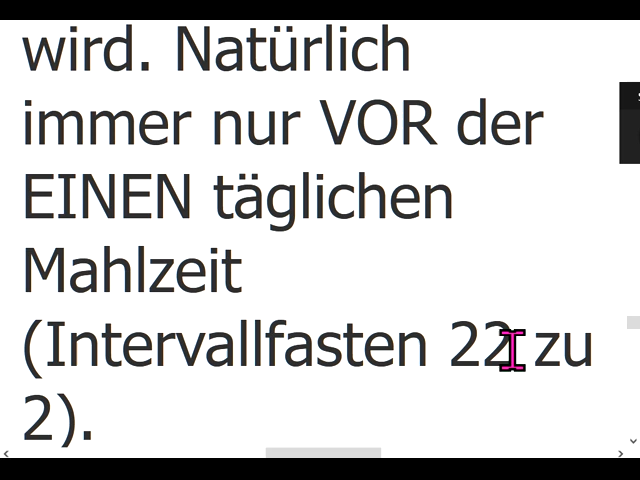 wird. Natürlich
immer nur VOR der
EINEN täglichen
Mahlzeit
(Intervallfasten 22 zu
2).